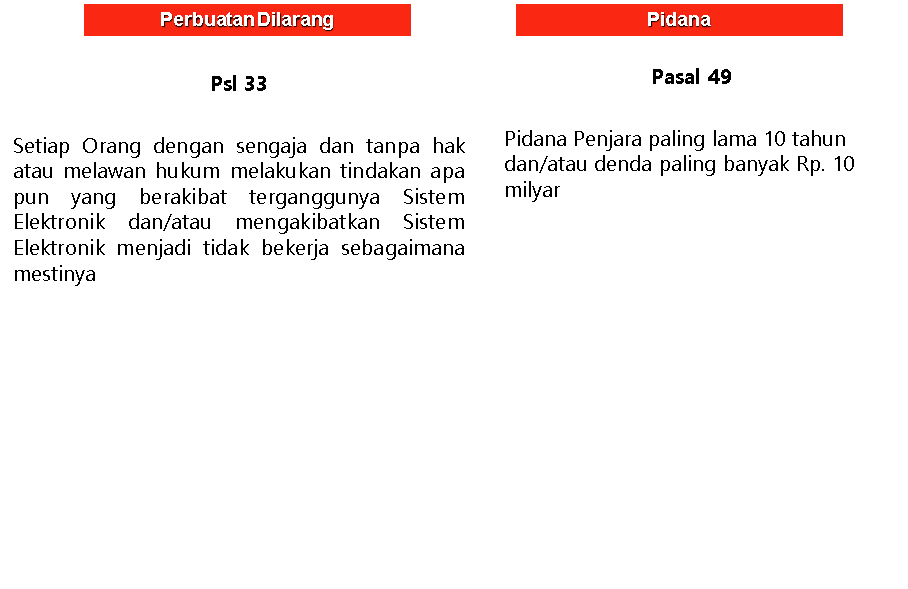 Perbuatan Dilarang
Psl 33
Setiap Orang dengan sengaja dan tanpa hak
atau melawan hukum melakukan tindakan apa
pun yang berakibat terganggunya Sistem
Elektronik dan/atau mengakibatkan Sistem
Elektronik menjadi tidak bekerja sebagaimana
mestinya
Pidana
Pasal 49
Pidana Penjara paling lama 10 tahun
dan/atau denda paling banyak Rp. 10
milyar